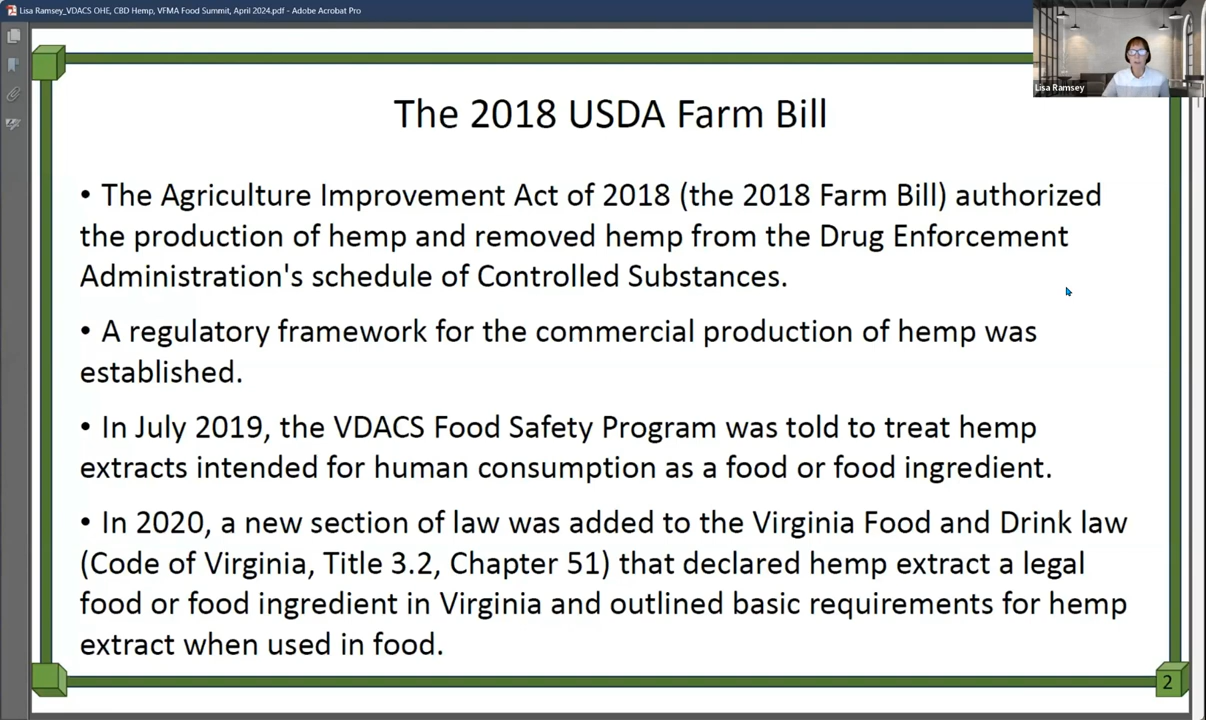 Lisa Ramsey_VDACS OHE, CBD Hemp, VFMA Food Summit, April 2024.pdf - Adobe Acrobat Pro
Lisa Ramsey
The 2018 USDA Farm Bill
• The Agriculture Improvement Act of 2018 (the 2018 Farm Bill) authorized
the production of hemp and removed hemp from the Drug Enforcement
Administration's schedule of Controlled Substances.
• A regulatory framework for the commercial production of hemp was
established.
• In July 2019, the VDACS Food Safety Program was told to treat hemp
extracts intended for human consumption as a food or food ingredient.
• In 2020, a new section of law was added to the Virginia Food and Drink law
(Code of Virginia, Title 3.2, Chapter 51) that declared hemp extract a legal
food or food ingredient in Virginia and outlined basic requirements for hemp
extract when used in food.
2